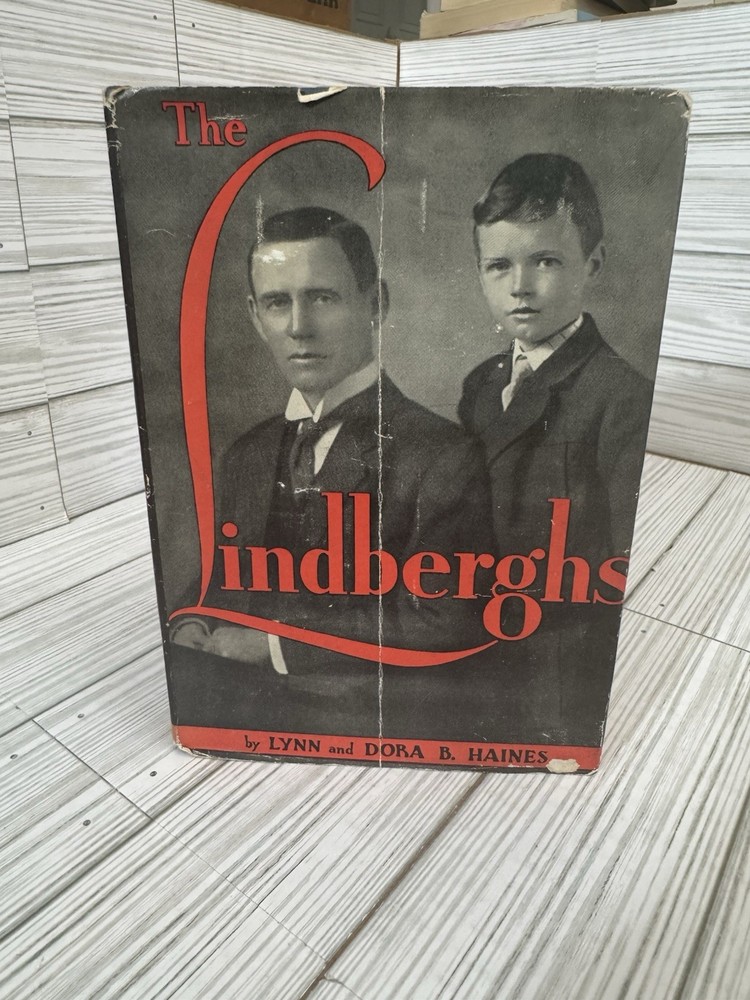 The
Lindberghs
by LYNN and DORA B. HAINES